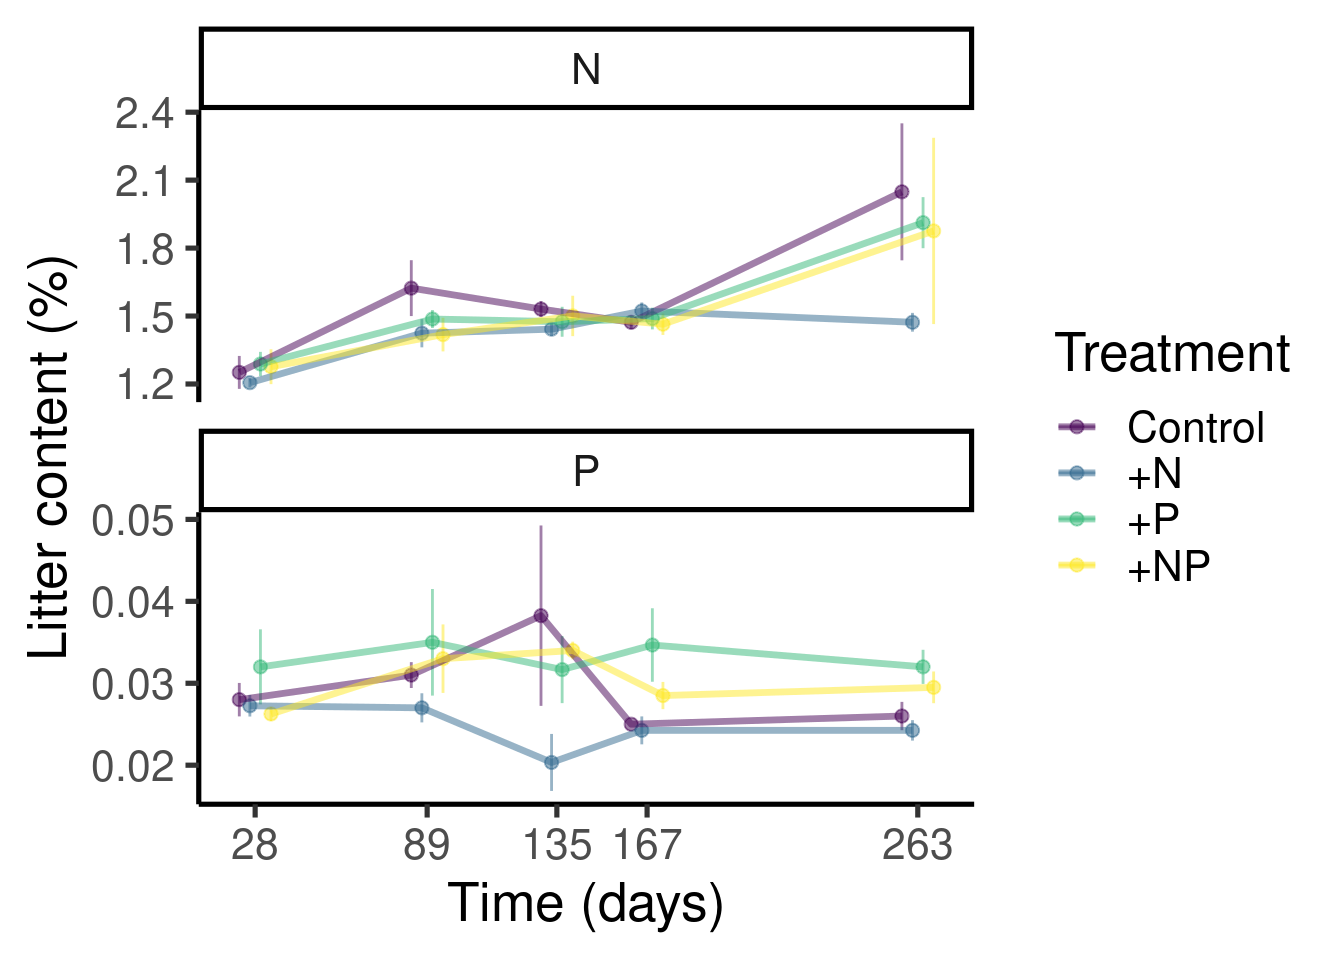 N
2.4
2.1
1.8
1.5
1.2
P
0.05
0.04
0.03
0.02
28 89 135 167 263
Time (days)
Litter content (%)
Treatment
Control
+N
+P
+NP